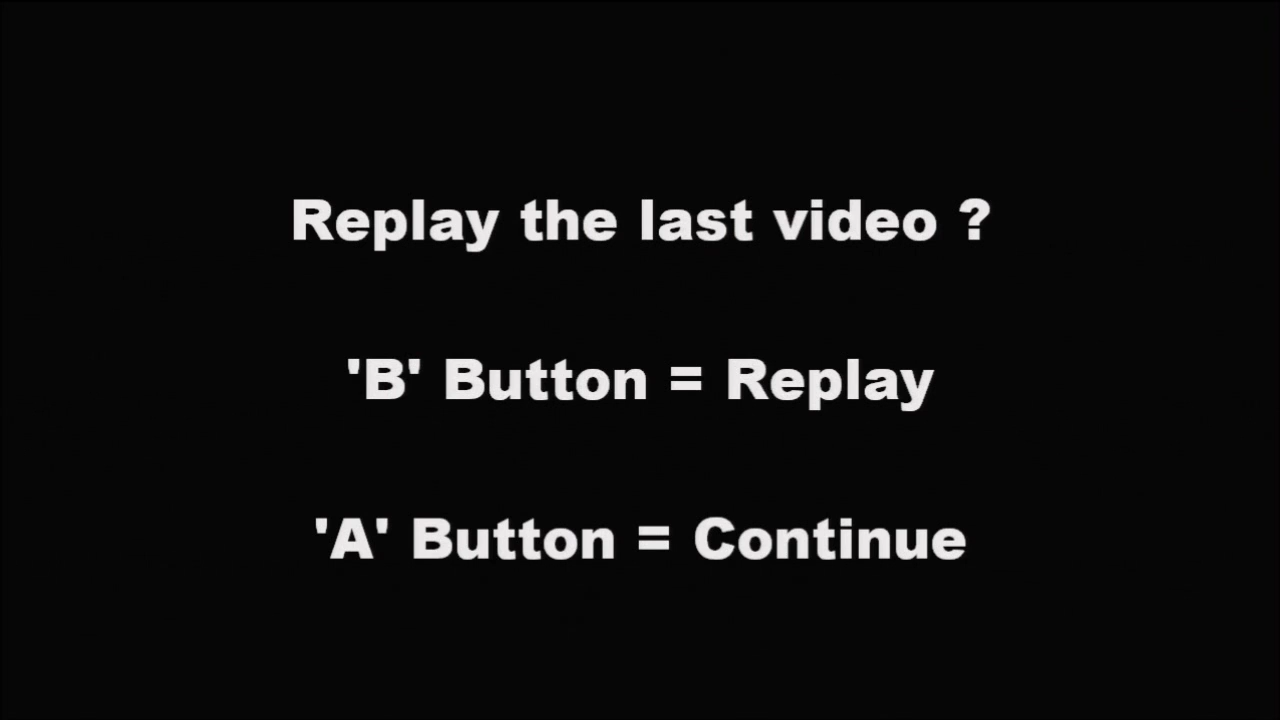 Replay the last video ?
'B' Button = Replay
'A' Button = Continue